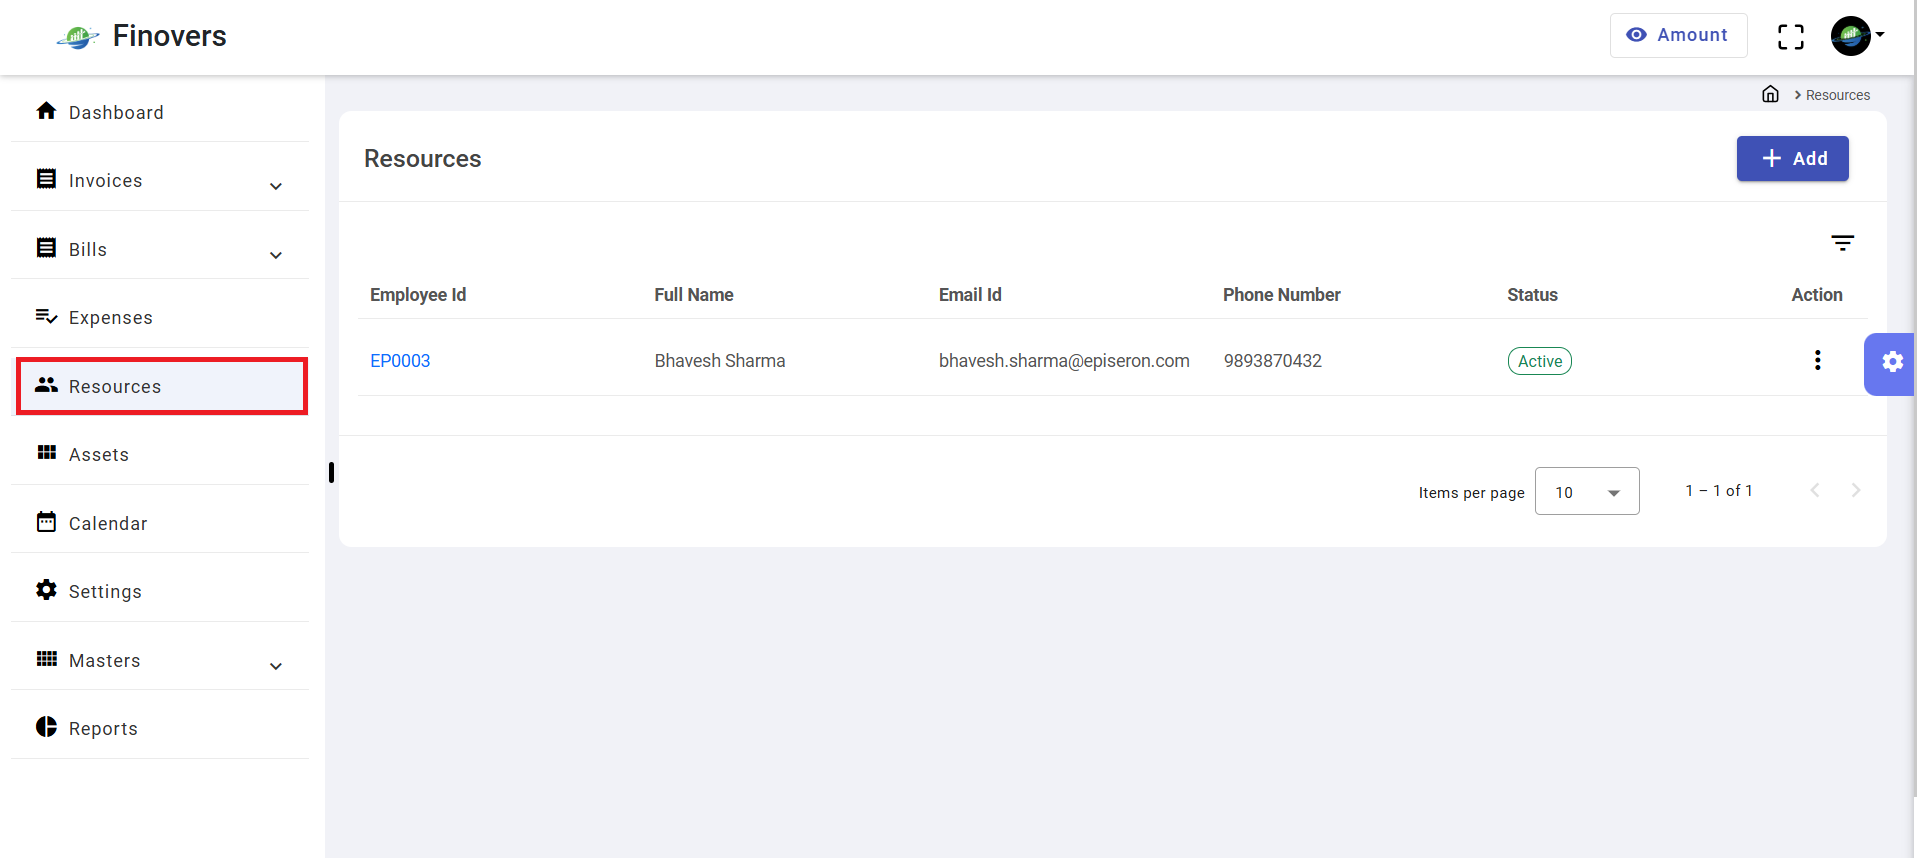 Finovers
Amount
Dashboard
Invoices
Bills
Expenses
Resources
Assets
Calendar
Settings
Masters
Reports
Resources
Resources
Add
Employee Id Full Name Email Id Phone Number Status Action
EP0003 Bhavesh Sharma bhavesh.sharma@episeron.com 9893870432 Active
Items per page 10 1 – 1 of 1